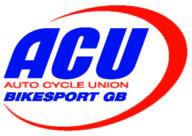 ACU
AUTO CYCLE UNION
BIKESPORT GB